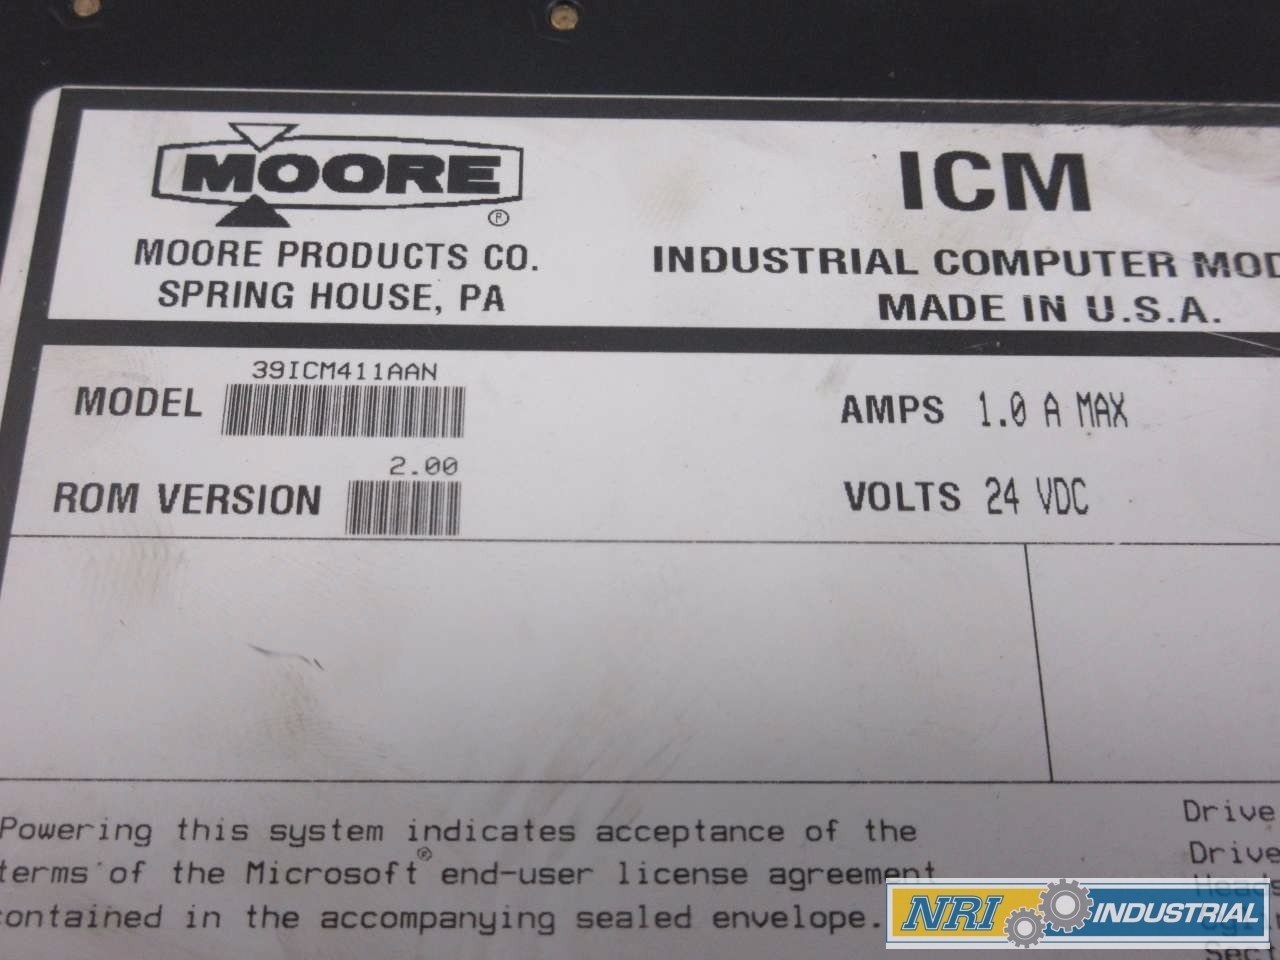 MOORE
®
MOORE PRODUCTS CO.
SPRING HOUSE, PA
ICM
INDUSTRIAL COMPUTER MOD
MADE IN U.S.A.
39ICM411AAN
MODEL
AMPS 1.0 A MAX
2.00
ROM VERSION
VOLTS 24 VDC
Powering this system indicates acceptance of the
terms of the Microsoft® end-user license agreement
contained in the accompanying sealed envelope.
Drive
Drive
Heads
Sect
NRI INDUSTRIAL